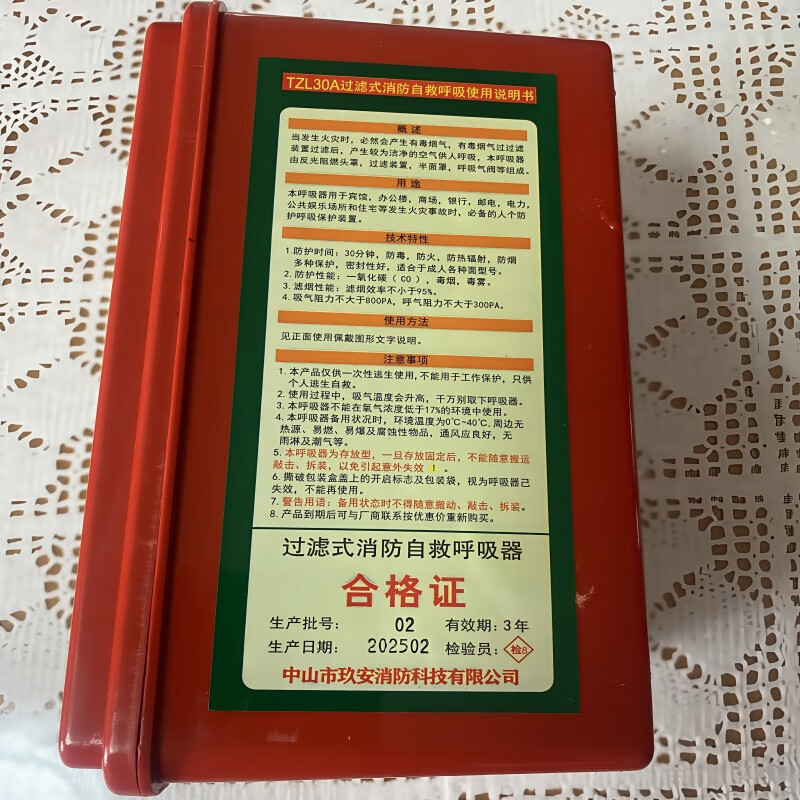 TZL30A过滤式消防自救呼吸使用说明书
概述
当发生火灾时，必然会产生有毒烟气，有毒烟气过过滤
装置过滤后，产生较为洁净的空气供人呼吸，本呼吸器
由反光阻燃头罩，过滤装置，半面罩，呼吸气阀等组成。
用途
本呼吸器用于宾馆，办公楼，商场，银行，邮电，电力，
公共娱乐场所和住宅等发生火灾事故时，必备的人个防
护呼吸保护装置。
技术特性
1.防护时间：30分钟，防毒，防火，防热辐射，防烟
多种保护，密封性好，适合于成人各种面型号。
2. 防护性能：一氧化碳（CO），毒烟，毒雾。
3. 滤烟性能：滤烟效率不小于95%。
4. 吸气阻力不大于800PA，呼气阻力不大于300PA。
使用方法
见正面使用佩戴图形文字说明。
注意事项
1. 本产品仅供一次性逃生使用,不能用于工作保护，只供
个人逃生自救。
2. 使用过程中，吸气温度会升高，千万别取下呼吸器。
3. 本呼吸器不能在氧气浓度低于17%的环境中使用。
4. 本呼吸器备用状况时，环境温度为0℃~40℃,周边无
热源、易燃、易爆及腐蚀性物品，通风应良好，无
雨淋及潮气等。
5. 本呼吸器为存放型，一旦存放固定后，不能随意搬运
敲击、拆装，以免引起意外失效！。
6. 撕破包装盒盖上的开启标志及包装袋，视为呼吸器已
失效，不能再使用。
7. 警告用语：备用状态时不得随意搬动、敲击、拆装。
8. 产品到期后可与厂商联系按优惠价重新购买。
过滤式消防自救呼吸器
合格证
生产批号： 02 有效期：3年
生产日期： 202502 检验员：检8
中山市玖安消防科技有限公司